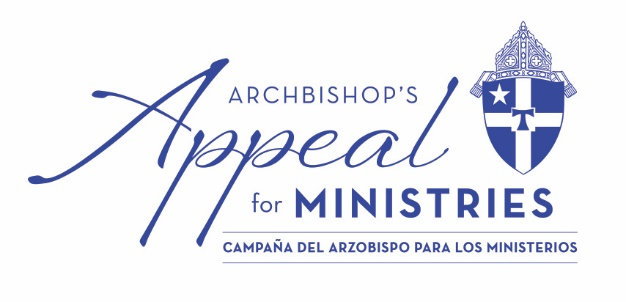 ARCHBISHOP'S
Appeal
for MINISTRIES
CAMPAÑA DEL ARZOBISPO PARA LOS MINISTERIOS